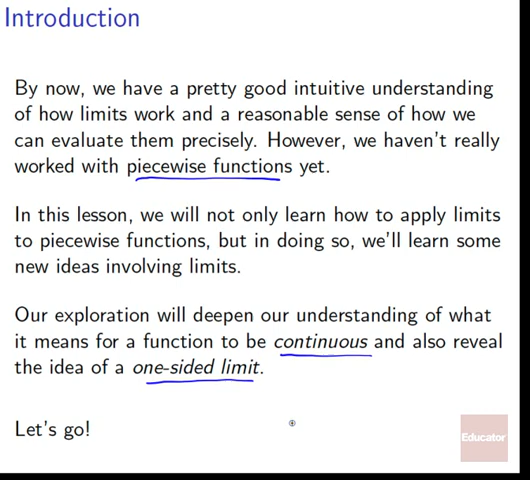 Introduction
By now, we have a pretty good intuitive understanding
of how limits work and a reasonable sense of how we
can evaluate them precisely. However, we haven't really
worked with piecewise functions yet.
In this lesson, we will not only learn how to apply limits
to piecewise functions, but in doing so, we'll learn some
new ideas involving limits.
Our exploration will deepen our understanding of what
it means for a function to be continuous and also reveal
the idea of a one-sided limit.
Let's go!
Educator